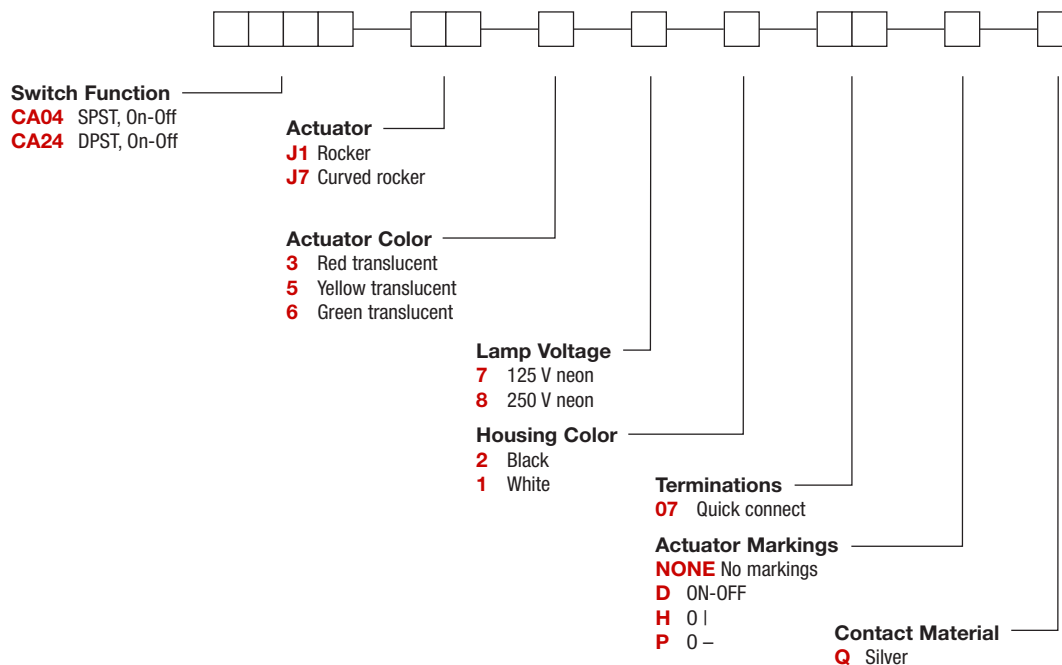 Switch Function
CA04 SPST, On-Off
CA24 DPST, On-Off
Actuator
J1 Rocker
J7 Curved rocker
Actuator Color
3 Red translucent
5 Yellow translucent
6 Green translucent
Lamp Voltage
7 125 V neon
8 250 V neon
Housing Color
2 Black
1 White
Terminations
07 Quick connect
Actuator Markings
NONE No markings
D ON-OFF
H O |
P O –
Contact Material
Q Silver